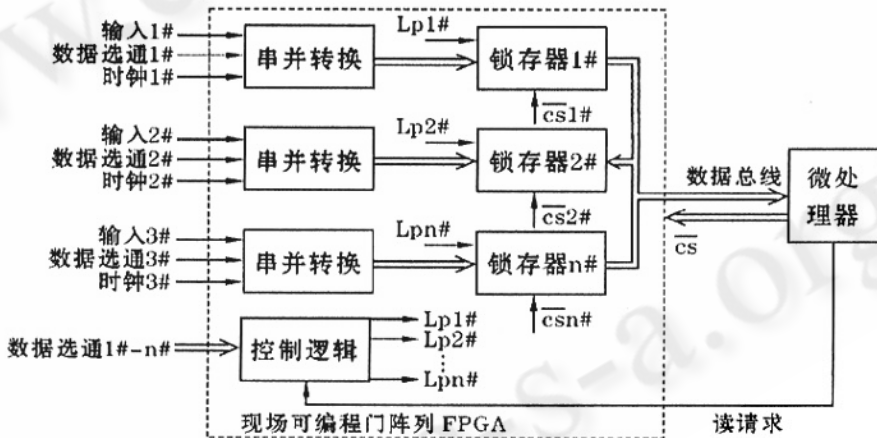 输入1#
数据选通1#
时钟1#
串并转换
Lp1#
锁存器1#
cs1#
输入2#
数据选通2#
时钟2#
串并转换
Lp2#
锁存器2#
cs2#
输入3#
数据选通3#
时钟3#
串并转换
Lpn#
锁存器n#
csn#
数据总线
微处
理器
cs
数据选通1#-n#
控制逻辑
Lp1#
Lp2#
Lpn#
现场可编程门阵列 FPGA
读请求